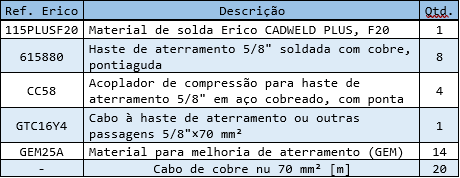 Ref. Erico Descrição Qtd.
115PLUSF20 Material de solda Erico CADWELD PLUS, F20 1
615880 Haste de aterramento 5/8" soldada com cobre, pontiaguda 8
CC58 Acoplador de compressão para haste de aterramento 5/8" em aço cobreado, com ponta 4
GTC16Y4 Cabo à haste de aterramento ou outras passagens 5/8"x70 mm² 1
GEM25A Material para melhoria de aterramento (GEM) 14
- Cabo de cobre nu 70 mm² [m] 20